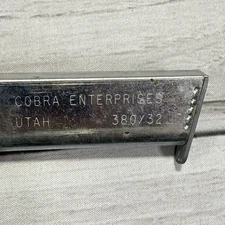 COBRA ENTERPRISES
UTAH 380/32